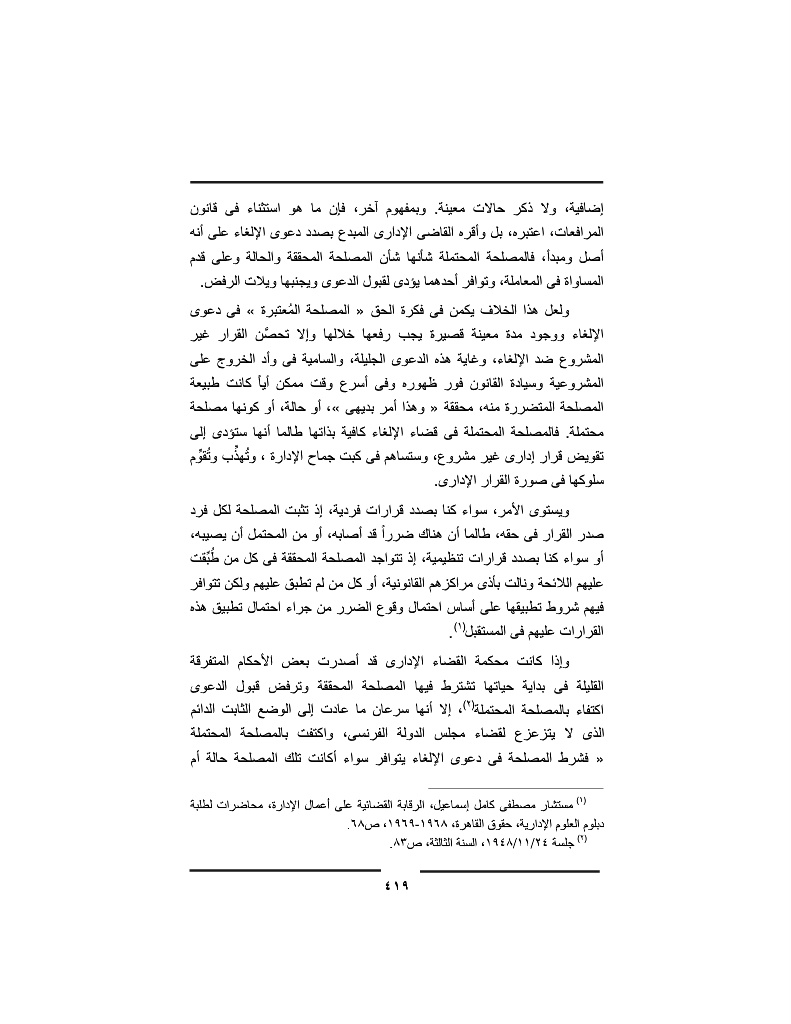 إضافية، ولا ذكر حالات معينة. وبمفهوم آخر، فإن ما هو استثناء فى قانون
المرافعات، اعتبره، بل وأقره القاضى الإدارى المبدع بصدد دعوى الإلغاء على أنه
أصل ومبدأ، فالمصلحة المحتملة شأنها شأن المصلحة المحققة والحالة وعلى قدم
المساواة فى المعاملة، وتوافر أحدهما يؤدى لقبول الدعوى ويجنبها ويلات الرفض.
ولعل هذا الخلاف يكمن فى فكرة الحق « المصلحة المُعتبرة » فى دعوى
الإلغاء ووجود مدة معينة قصيرة يجب رفعها خلالها وإلا تحصَّن القرار غير
المشروع ضد الإلغاء، وغاية هذه الدعوى الجليلة، والسامية فى وأد الخروج على
المشروعية وسيادة القانون فور ظهوره وفى أسرع وقت ممكن أياً كانت طبيعة
المصلحة المتضررة منه، محققة « وهذا أمر بديهى »، أو حالة، أو كونها مصلحة
محتملة. فالمصلحة المحتملة فى قضاء الإلغاء كافية بذاتها طالما أنها ستؤدى إلى
تقويض قرار إدارى غير مشروع، وستساهم فى كبت جماح الإدارة ، وتُهذِّب وتُقوِّم
سلوكها فى صورة القرار الإدارى.
ويستوى الأمر، سواء كنا بصدد قرارات فردية، إذ تثبت المصلحة لكل فرد
صدر القرار فى حقه، طالما أن هناك ضرراً قد أصابه، أو من المحتمل أن يصيبه،
أو سواء كنا بصدد قرارات تنظيمية، إذ تتواجد المصلحة المحققة فى كل من طُبِّقت
عليهم اللائحة ونالت بأذى مراكزهم القانونية، أو كل من لم تطبق عليهم ولكن تتوافر
فيهم شروط تطبيقها على أساس احتمال وقوع الضرر من جراء احتمال تطبيق هذه
القرارات عليهم فى المستقبل(١).
وإذا كانت محكمة القضاء الإدارى قد أصدرت بعض الأحكام المتفرقة
القليلة فى بداية حياتها تشترط فيها المصلحة المحققة وترفض قبول الدعوى
اكتفاء بالمصلحة المحتملة(٢)، إلا أنها سرعان ما عادت إلى الوضع الثابت الدائم
الذى لا يتزعزع لقضاء مجلس الدولة الفرنسى، واكتفت بالمصلحة المحتملة
« فشرط المصلحة فى دعوى الإلغاء يتوافر سواء أكانت تلك المصلحة حالة أم
(١) مستشار مصطفى كامل إسماعيل، الرقابة القضائية على أعمال الإدارة، محاضرات لطلبة
دبلوم العلوم الإدارية، حقوق القاهرة، ١٩٦٨-١٩٦٩، ص٦٨.
(٢) جلسة ١٩٤٨/١١/٢٤، السنة الثالثة، ص٨٣.
٤١٩